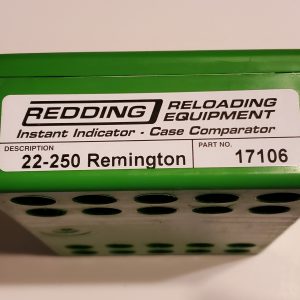 REDDING RELOADING
EQUIPMENT
Instant Indicator - Case Comparator
DESCRIPTION PART NO.
22-250 Remington 17106